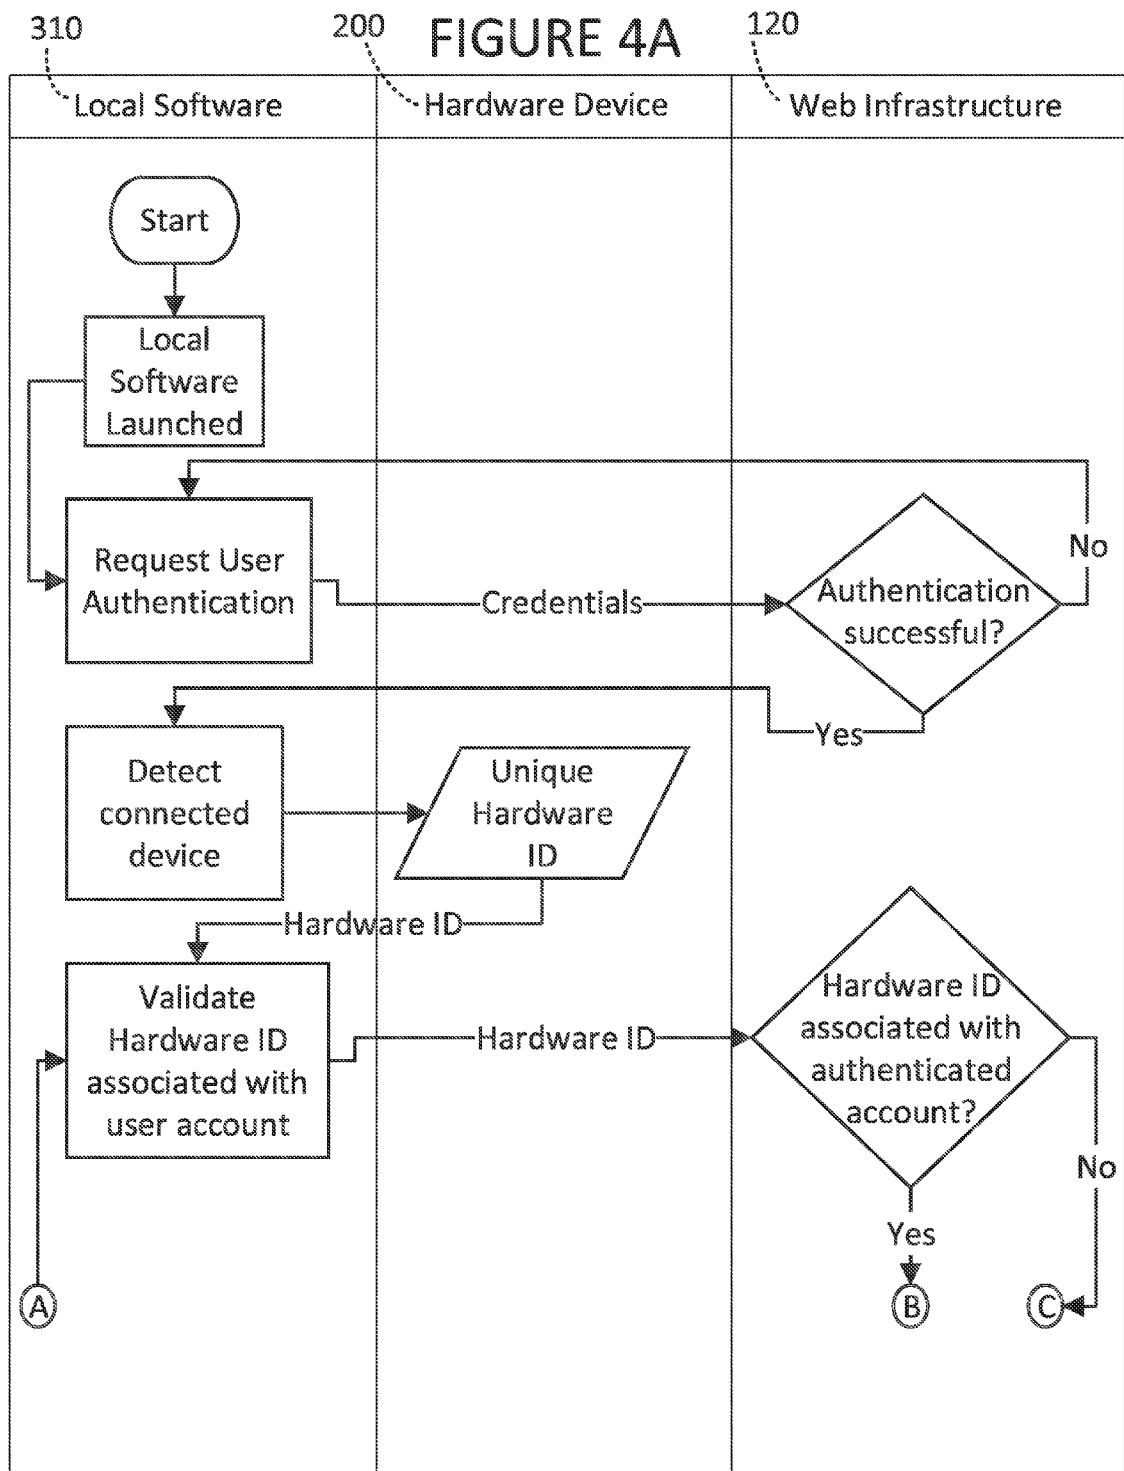 310
200
FIGURE 4A
120
Local Software
Hardware Device
Web Infrastructure
Start
Local
Software
Launched
Request User
Authentication
Credentials
Authentication
successful?
No
Yes
Detect
connected
device
Unique
Hardware
ID
Hardware ID
Validate
Hardware ID
associated with
user account
Hardware ID
Hardware ID
associated with
authenticated
account?
No
Yes
A
B
C